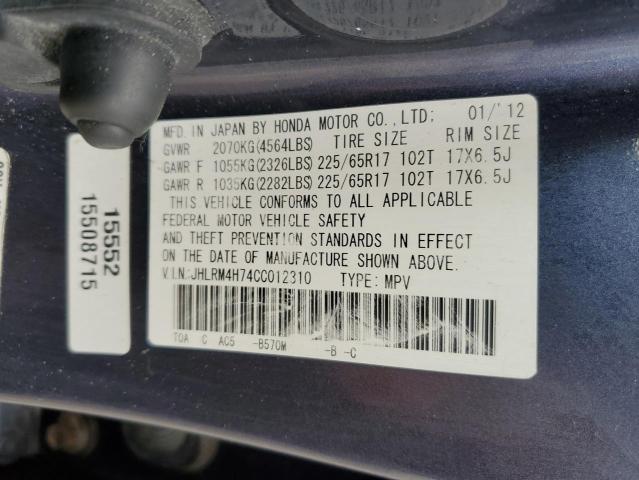 MFD. IN JAPAN BY HONDA MOTOR CO.,LTD: 01/'12
GVWR 2070KG(4564LBS) TIRE SIZE RIM SIZE
GAWR F 1055KG(2326LBS) 225/65R17 102T 17X6.5J
GAWR R 1035KG(2282LBS) 225/65R17 102T 17X6.5J
THIS VEHICLE CONFORMS TO ALL APPLICABLE
FEDERAL MOTOR VEHICLE SAFETY
AND THEFT PREVENTION STANDARDS IN EFFECT
ON THE DATE OF MANUFACTURE SHOWN ABOVE.
V.I.N:JHLRM4H74CC012310 TYPE: MPV
TOA C AC5 -B570M -B -C
15552
15508715